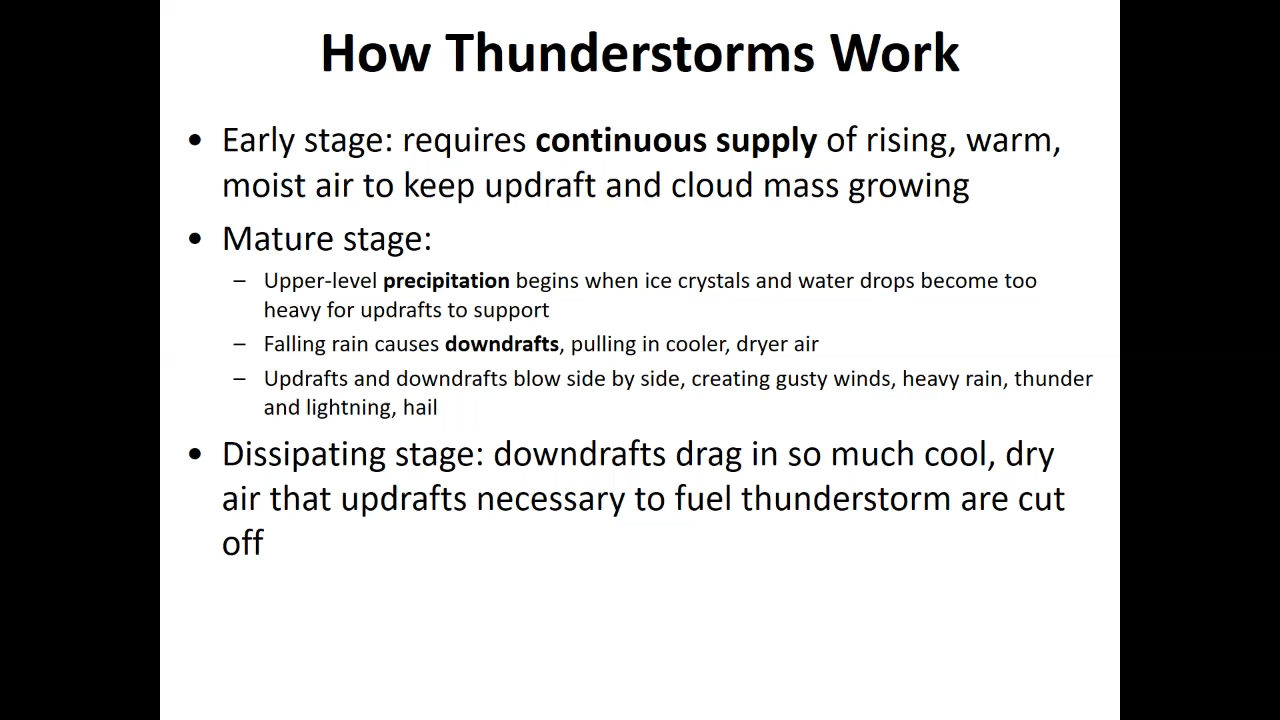 How Thunderstorms Work
• Early stage: requires continuous supply of rising, warm,
moist air to keep updraft and cloud mass growing
• Mature stage:
– Upper-level precipitation begins when ice crystals and water drops become too
heavy for updrafts to support
– Falling rain causes downdrafts, pulling in cooler, dryer air
– Updrafts and downdrafts blow side by side, creating gusty winds, heavy rain, thunder
and lightning, hail
• Dissipating stage: downdrafts drag in so much cool, dry
air that updrafts necessary to fuel thunderstorm are cut
off